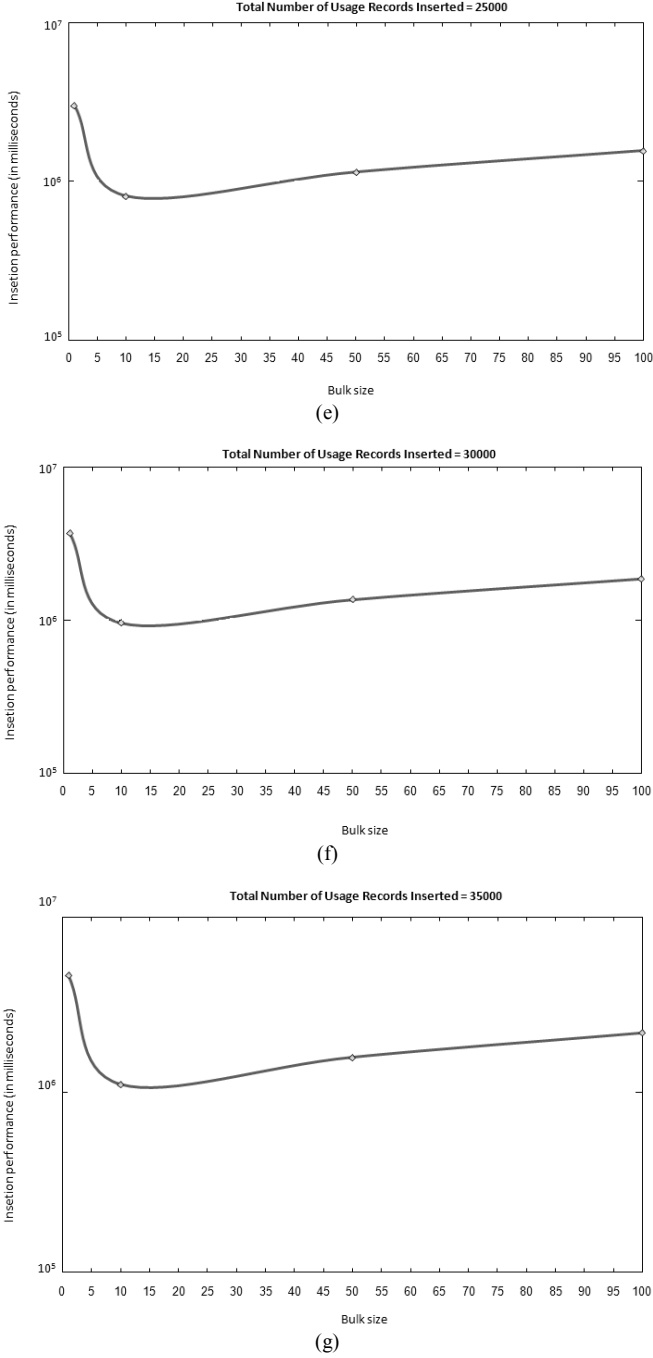 Total Number of Usage Records Inserted = 25000
10⁷
10⁶
10⁵
Insetion performance (in milliseconds)
0 5 10 15 20 25 30 35 40 45 50 55 60 65 70 75 80 85 90 95 100
Bulk size
(e)
Total Number of Usage Records Inserted = 30000
10⁷
10⁶
10⁵
Insetion performance (in milliseconds)
0 5 10 15 20 25 30 35 40 45 50 55 60 65 70 75 80 85 90 95 100
Bulk size
(f)
Total Number of Usage Records Inserted = 35000
10⁷
10⁶
10⁵
Insetion performance (in milliseconds)
0 5 10 15 20 25 30 35 40 45 50 55 60 65 70 75 80 85 90 95 100
Bulk size
(g)